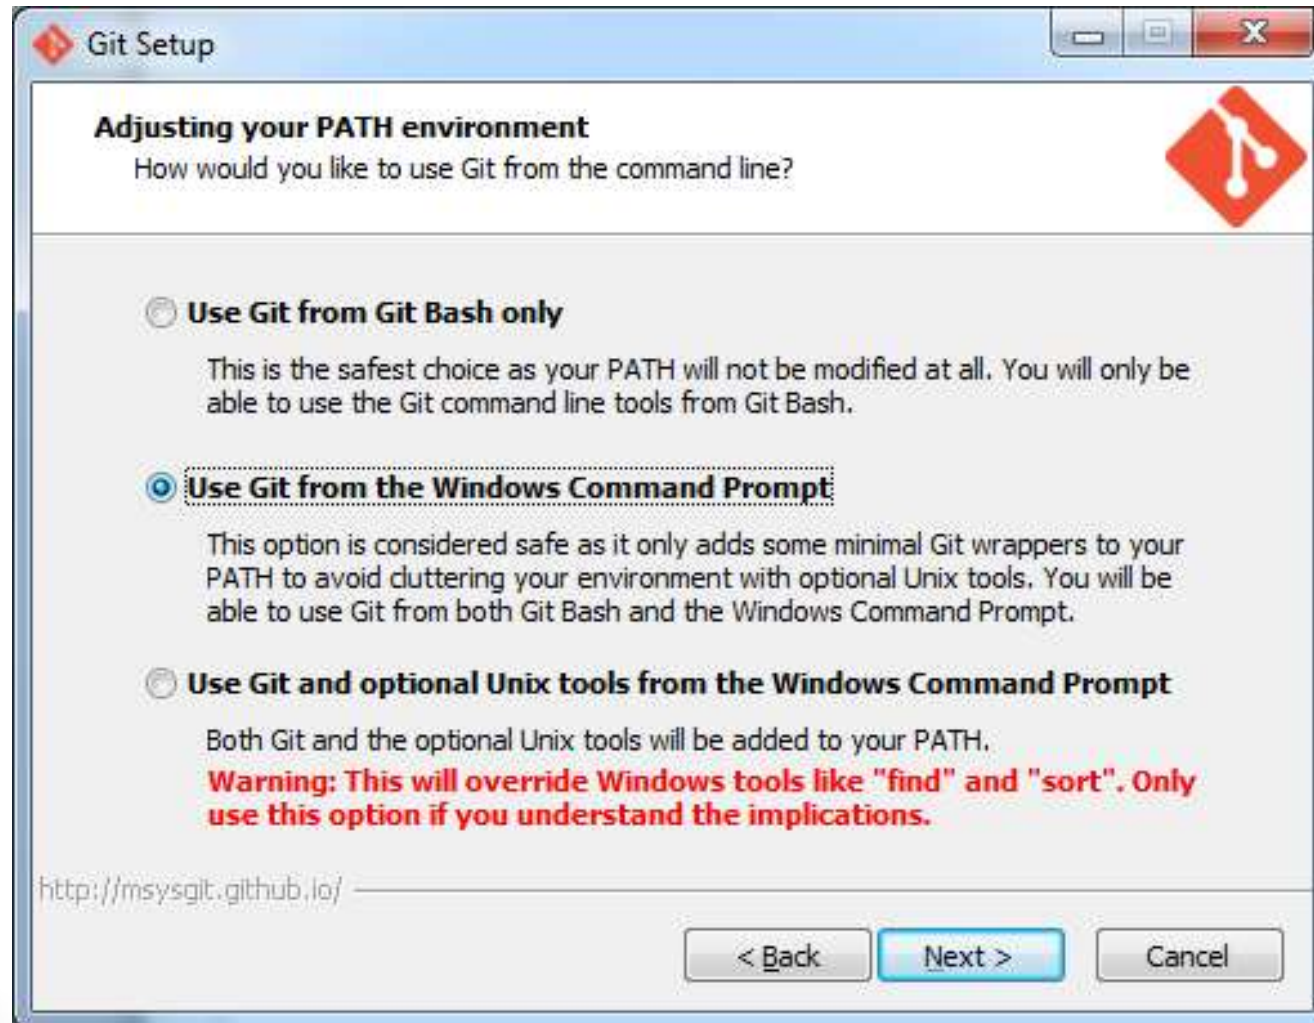 Git Setup
Adjusting your PATH environment
How would you like to use Git from the command line?
Use Git from Git Bash only
This is the safest choice as your PATH will not be modified at all. You will only be
able to use the Git command line tools from Git Bash.
Use Git from the Windows Command Prompt
This option is considered safe as it only adds some minimal Git wrappers to your
PATH to avoid cluttering your environment with optional Unix tools. You will be
able to use Git from both Git Bash and the Windows Command Prompt.
Use Git and optional Unix tools from the Windows Command Prompt
Both Git and the optional Unix tools will be added to your PATH.
Warning: This will override Windows tools like "find" and "sort". Only
use this option if you understand the implications.
http://msysgit.github.io/
< Back Next > Cancel